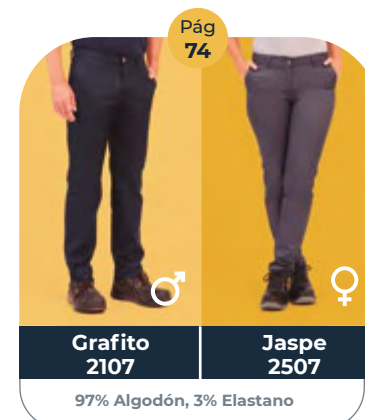 Pág
74
Grafito
2107
Jaspe
2507
97% Algodón, 3% Elastano